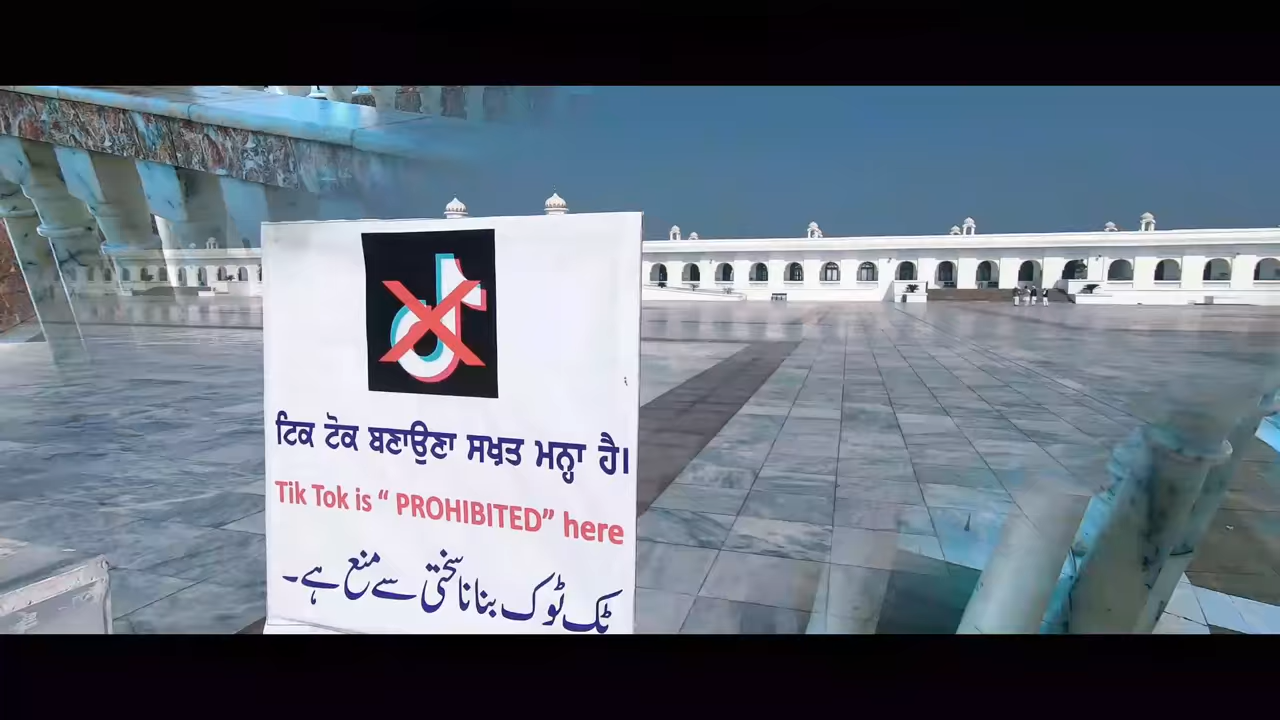 ਟਿਕ ਟੋਕ ਬਣਾਉਣਾ ਸਖ਼ਤ ਮਨ੍ਹਾ ਹੈ।
Tik Tok is “ PROHIBITED” here
ٹک ٹوک بنانا سختی سے منع ہے۔